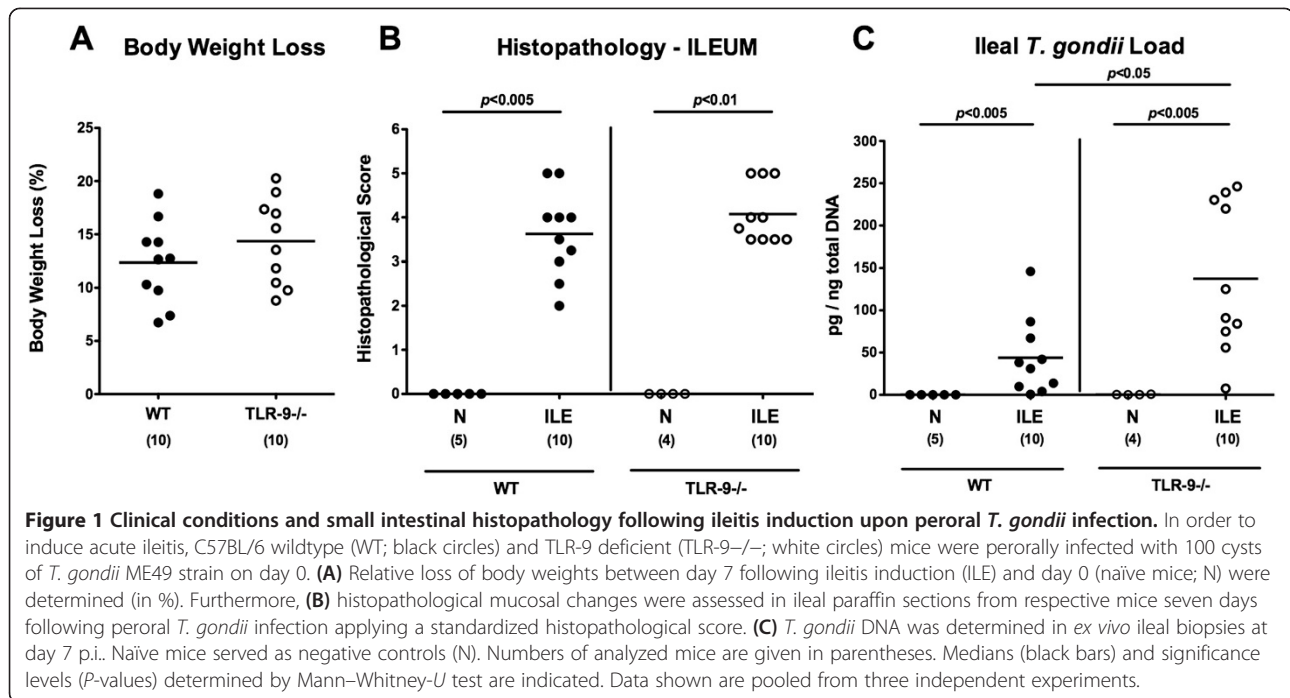 A Body Weight Loss
Body Weight Loss (%)
25
20
15
10
5
0
WT
TLR-9-/-
(10)
(10)
B Histopathology - ILEUM
p<0.005
p<0.01
Histopathological Score
6
5
4
3
2
1
0
N
ILE
N
ILE
(5)
(10)
(4)
(10)
WT
TLR-9-/-
C Ileal T. gondii Load
p<0.05
p<0.005
p<0.005
pg / ng total DNA
300
250
200
150
100
50
0
N
ILE
N
ILE
(5)
(10)
(4)
(10)
WT
TLR-9-/-
Figure 1 Clinical conditions and small intestinal histopathology following ileitis induction upon peroral T. gondii infection. In order to
induce acute ileitis, C57BL/6 wildtype (WT; black circles) and TLR-9 deficient (TLR-9−/−; white circles) mice were perorally infected with 100 cysts
of T. gondii ME49 strain on day 0. (A) Relative loss of body weights between day 7 following ileitis induction (ILE) and day 0 (naïve mice; N) were
determined (in %). Furthermore, (B) histopathological mucosal changes were assessed in ileal paraffin sections from respective mice seven days
following peroral T. gondii infection applying a standardized histopathological score. (C) T. gondii DNA was determined in ex vivo ileal biopsies at
day 7 p.i.. Naïve mice served as negative controls (N). Numbers of analyzed mice are given in parentheses. Medians (black bars) and significance
levels (P-values) determined by Mann–Whitney-U test are indicated. Data shown are pooled from three independent experiments.